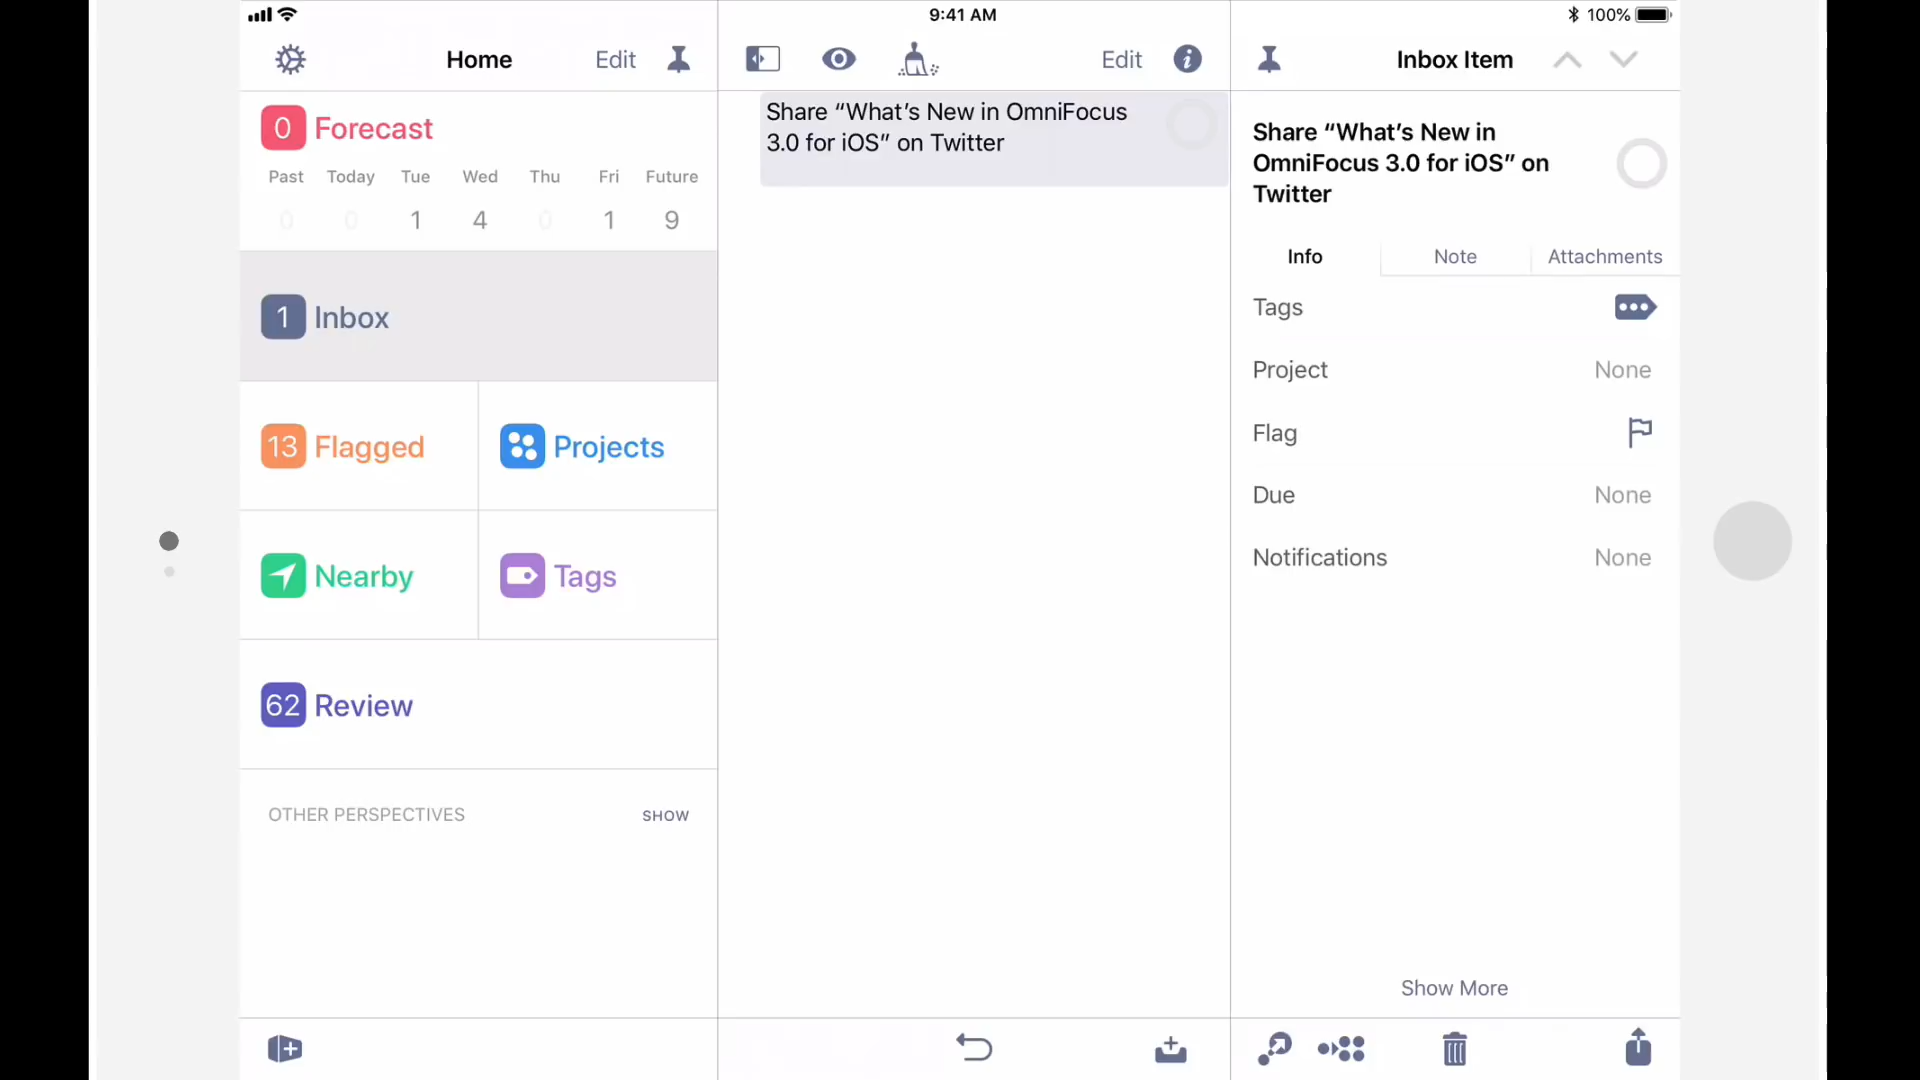 9:41 AM
100%
Home
Edit
Edit
Inbox Item
0 Forecast
Past Today Tue Wed Thu Fri Future
0 0 1 4 0 1 9
1 Inbox
13 Flagged
Projects
Nearby
Tags
62 Review
OTHER PERSPECTIVES
SHOW
Share “What’s New in OmniFocus
3.0 for iOS” on Twitter
Share “What’s New in
OmniFocus 3.0 for iOS” on
Twitter
Info
Note
Attachments
Tags
Project None
Flag
Due None
Notifications None
Show More